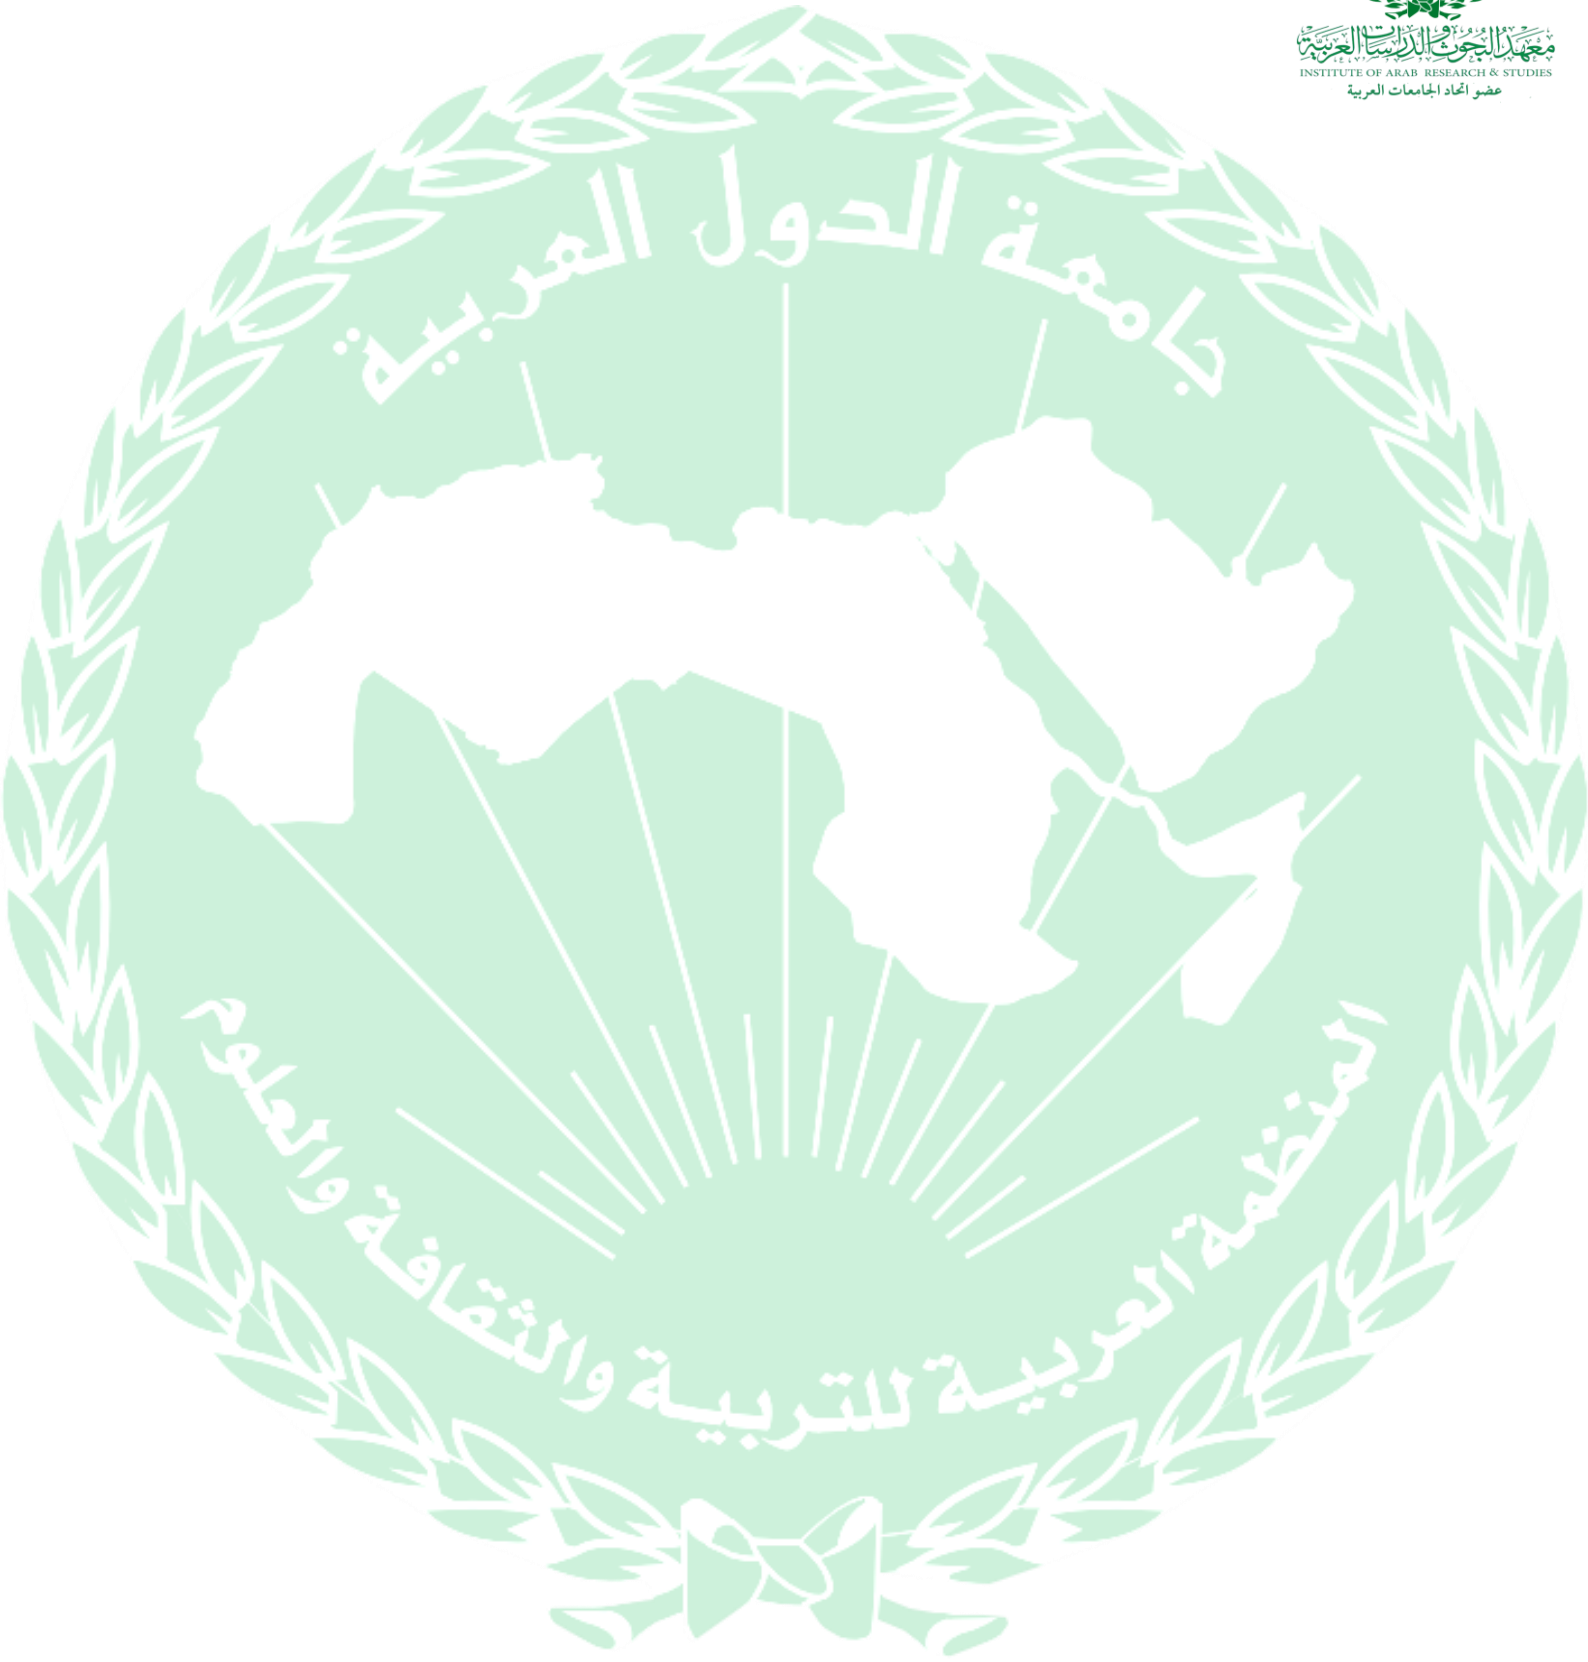 معهد البحوث والدراسات العربية
INSTITUTE OF ARAB RESEARCH & STUDIES
عضو اتحاد الجامعات العربية
جامعة الدول العربية
المنظمة العربية للتربية والثقافة والعلوم